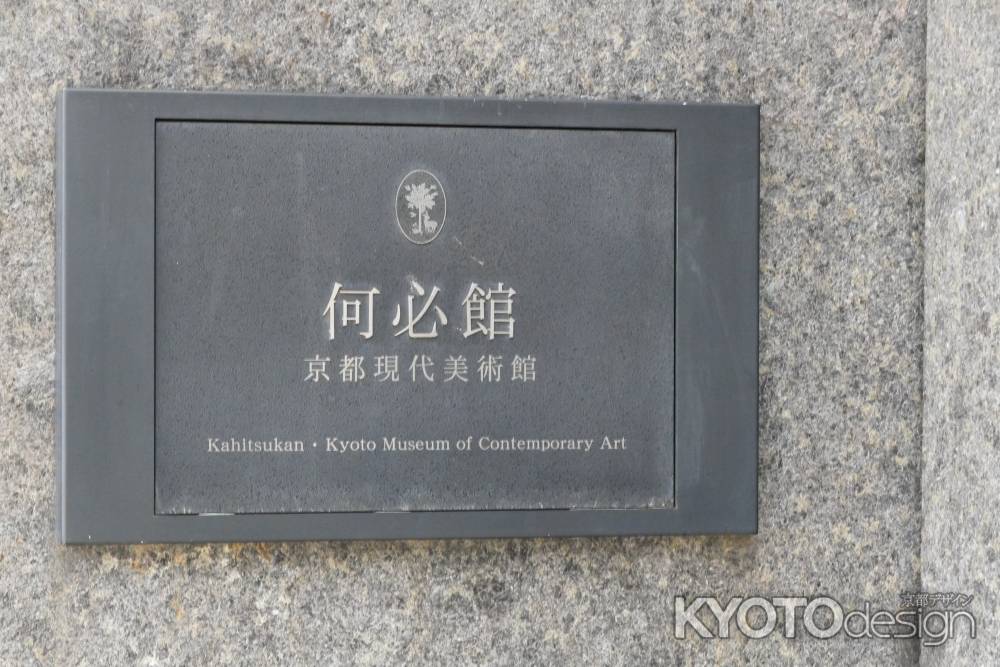 何必館
京都現代美術館
Kahitsukan・Kyoto Museum of Contemporary Art
京都デザイン
KYOTOdesign